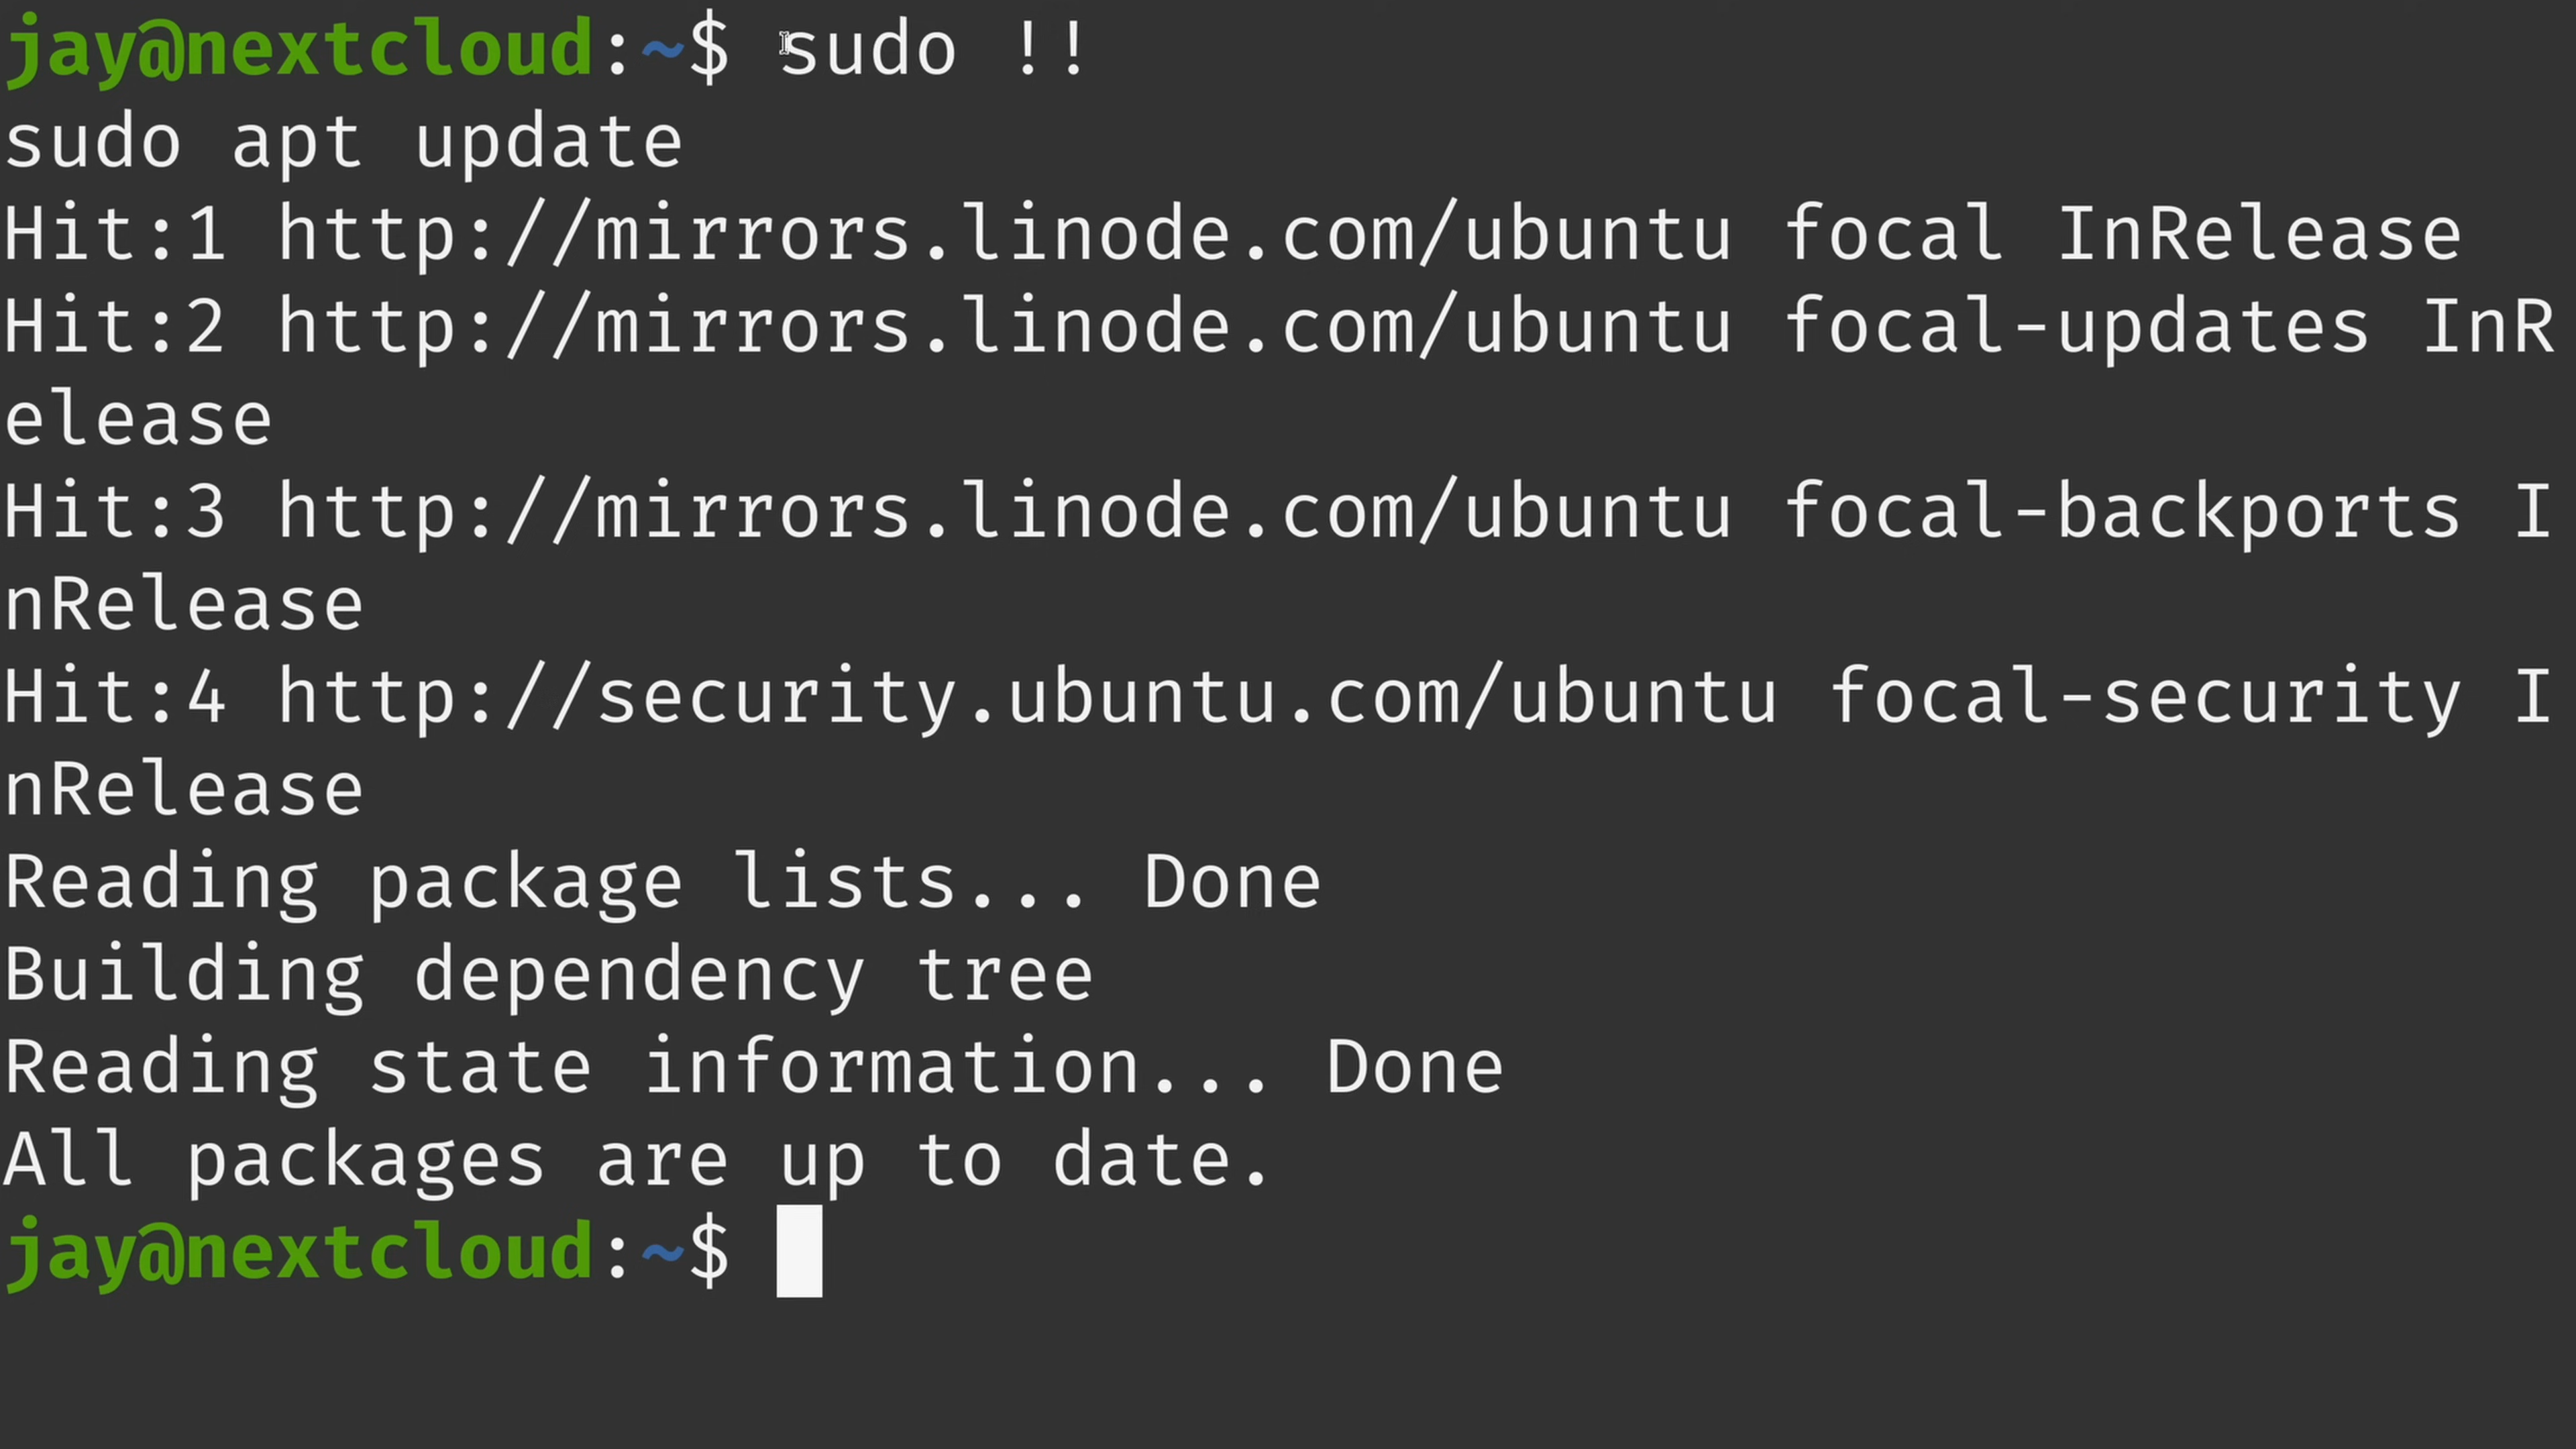 jay@nextcloud:~$ sudo !!
sudo apt update
Hit:1 http://mirrors.linode.com/ubuntu focal InRelease
Hit:2 http://mirrors.linode.com/ubuntu focal-updates InR
elease
Hit:3 http://mirrors.linode.com/ubuntu focal-backports I
nRelease
Hit:4 http://security.ubuntu.com/ubuntu focal-security I
nRelease
Reading package lists... Done
Building dependency tree
Reading state information... Done
All packages are up to date.
jay@nextcloud:~$